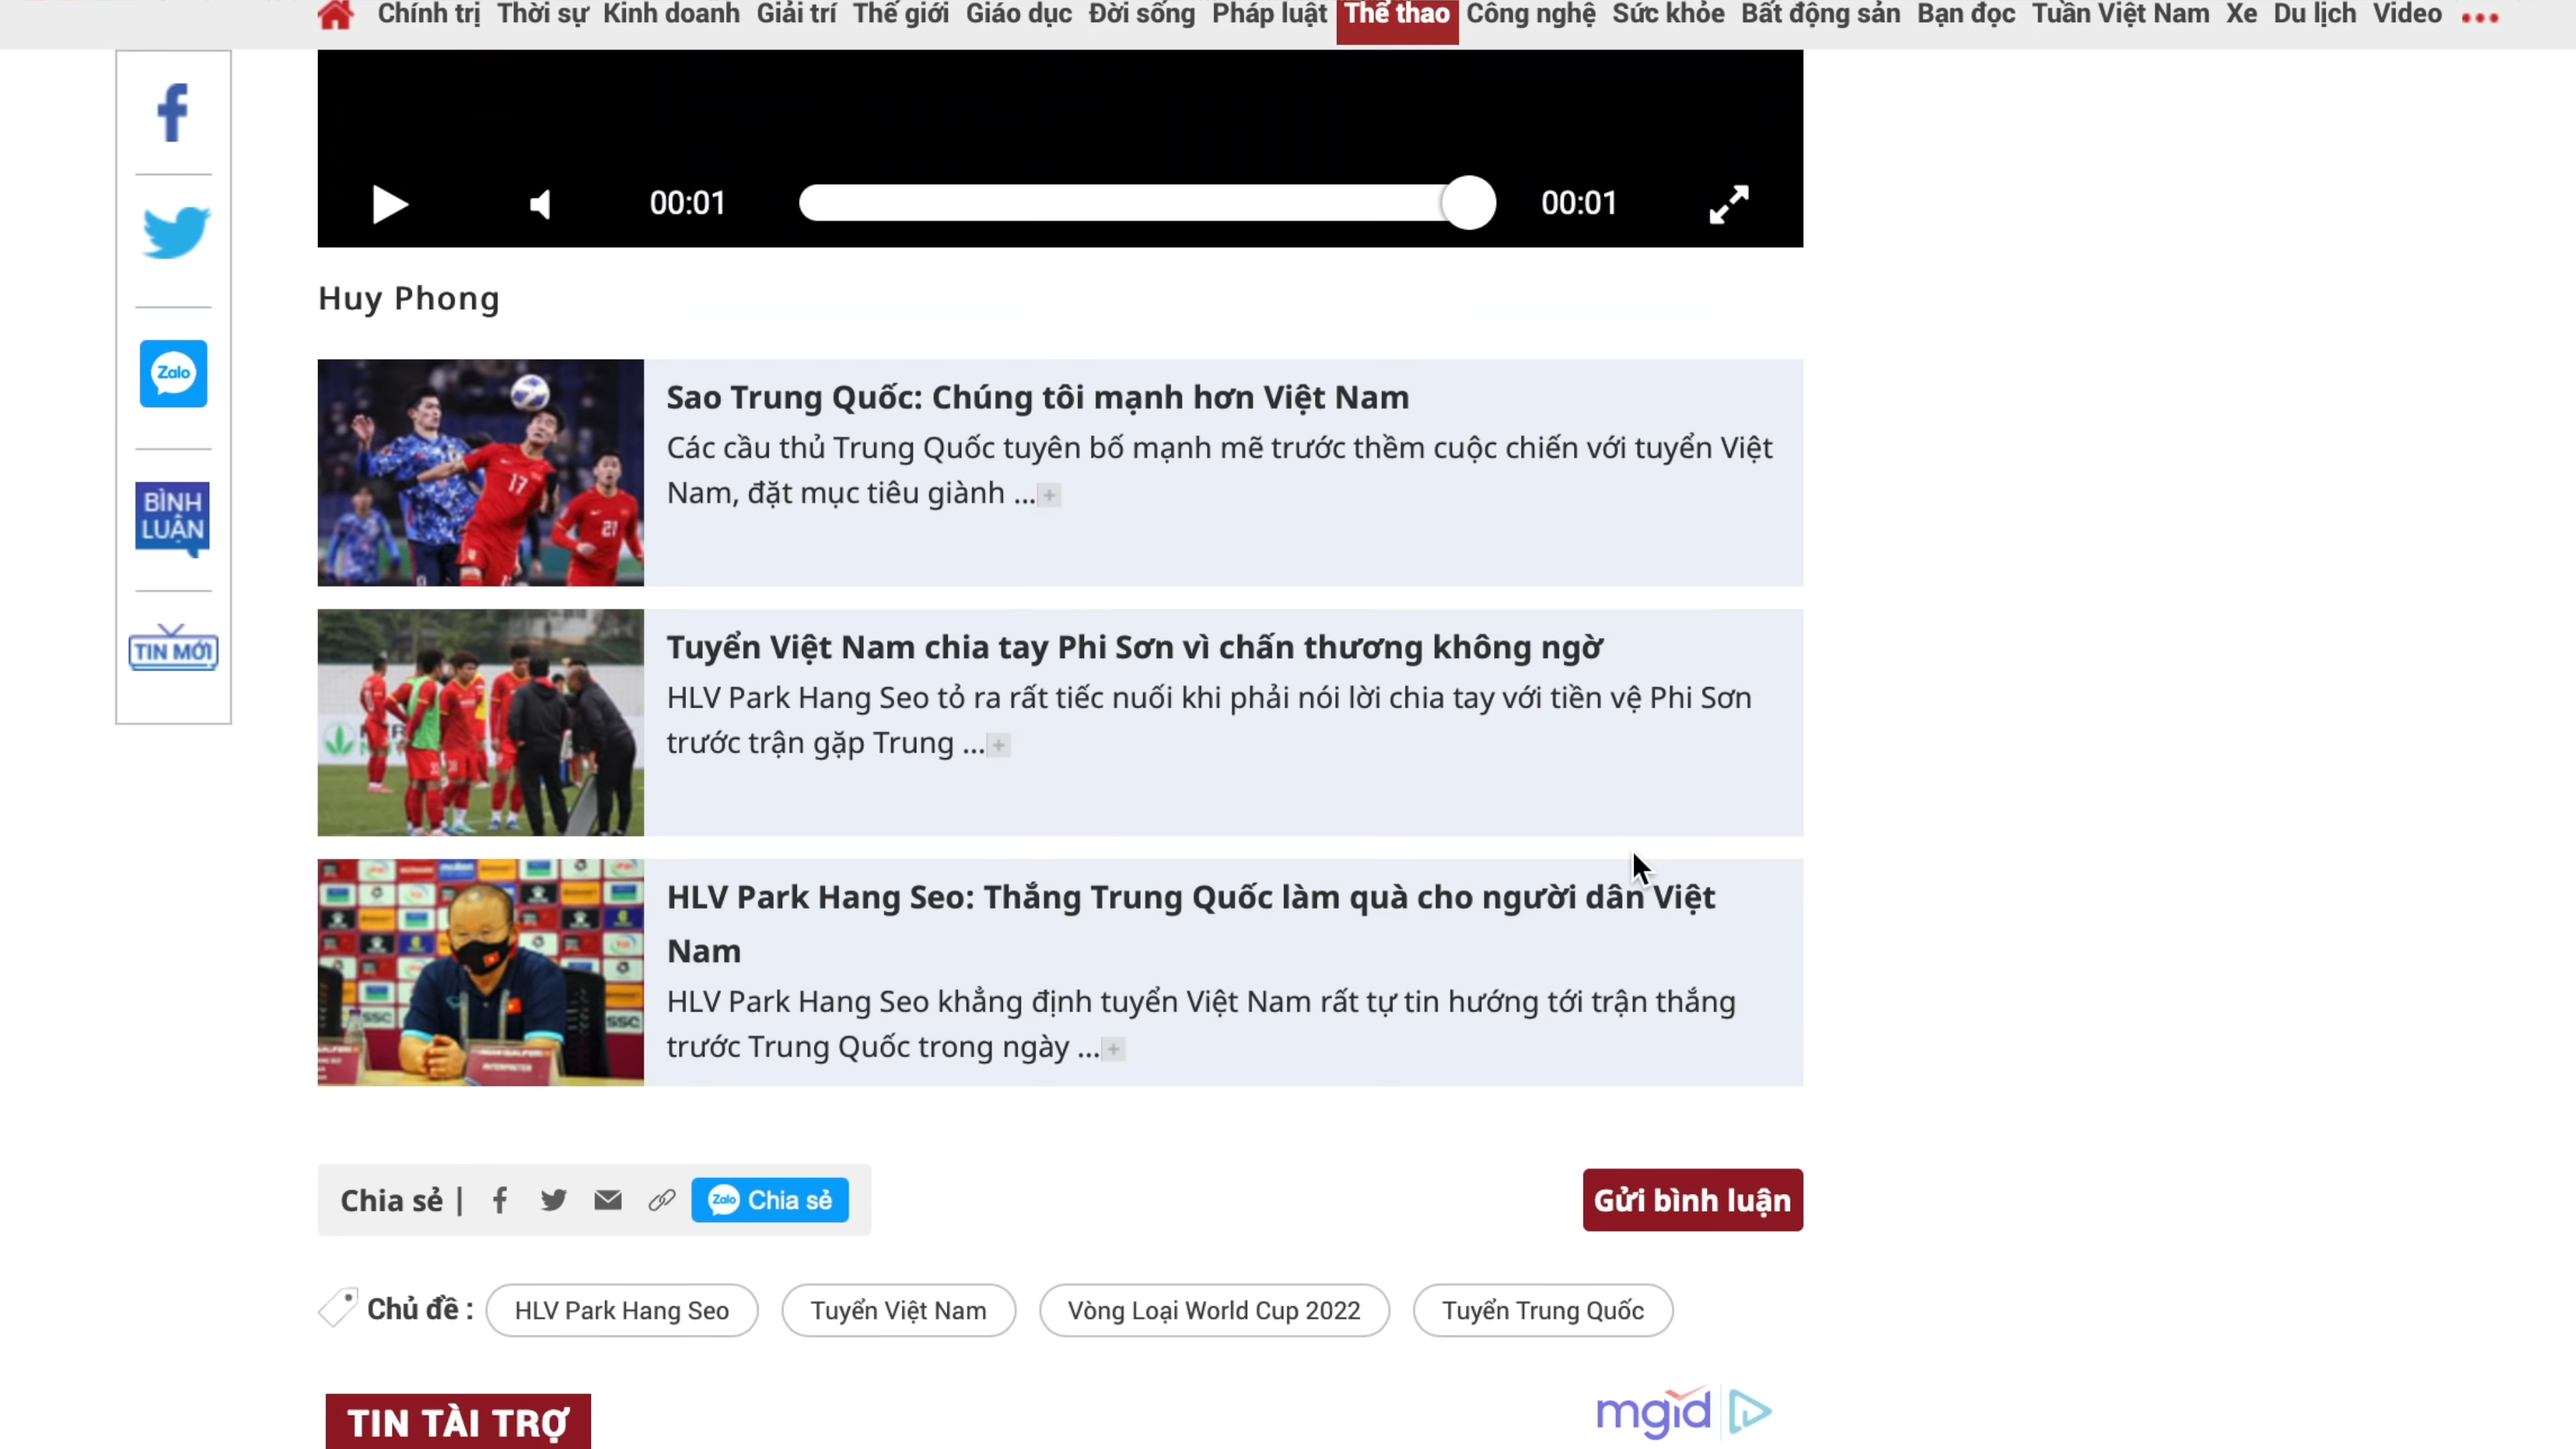 Chính trị Thời sự Kinh doanh Giải trí Thế giới Giáo dục Đời sống Pháp luật Thể thao Công nghệ Sức khỏe Bất động sản Bạn đọc Tuần Việt Nam Xe Du lịch Video
00:01 00:01
Zalo
BÌNH
LUẬN
TIN MỚI
Huy Phong
17
21
Sao Trung Quốc: Chúng tôi mạnh hơn Việt Nam
Các cầu thủ Trung Quốc tuyên bố mạnh mẽ trước thềm cuộc chiến với tuyển Việt
Nam, đặt mục tiêu giành ...
Tuyển Việt Nam chia tay Phi Sơn vì chấn thương không ngờ
HLV Park Hang Seo tỏ ra rất tiếc nuối khi phải nói lời chia tay với tiền vệ Phi Sơn
trước trận gặp Trung ...
SSC
SSC
INTERPRETER
HLV Park Hang Seo: Thắng Trung Quốc làm quà cho người dân Việt
Nam
HLV Park Hang Seo khẳng định tuyển Việt Nam rất tự tin hướng tới trận thắng
trước Trung Quốc trong ngày ...
Chia sẻ | Zalo Chia sẻ
Gửi bình luận
Chủ đề : HLV Park Hang Seo Tuyển Việt Nam Vòng Loại World Cup 2022 Tuyển Trung Quốc
TIN TÀI TRỢ
mgid